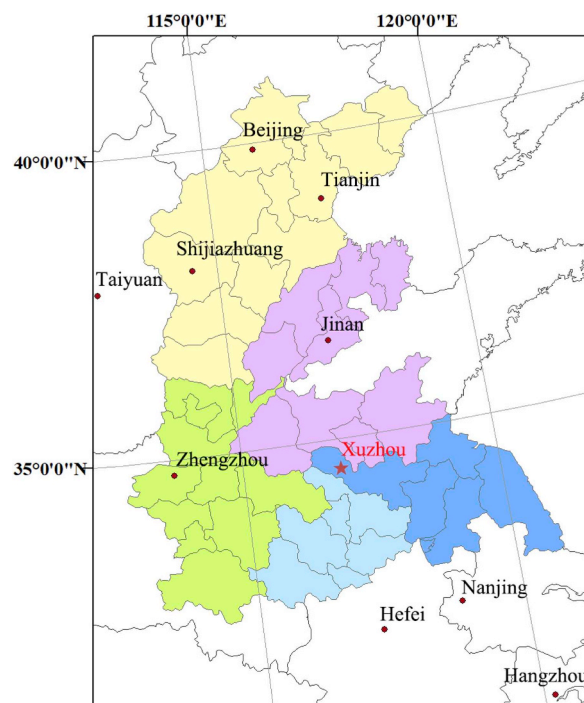 115°0'0"E 120°0'0"E
Beijing
40°0'0"N
Tianjin
Shijiazhuang
Taiyuan
Jinan
Xuzhou
35°0'0"N Zhengzhou
Nanjing
Hefei
Hangzhou